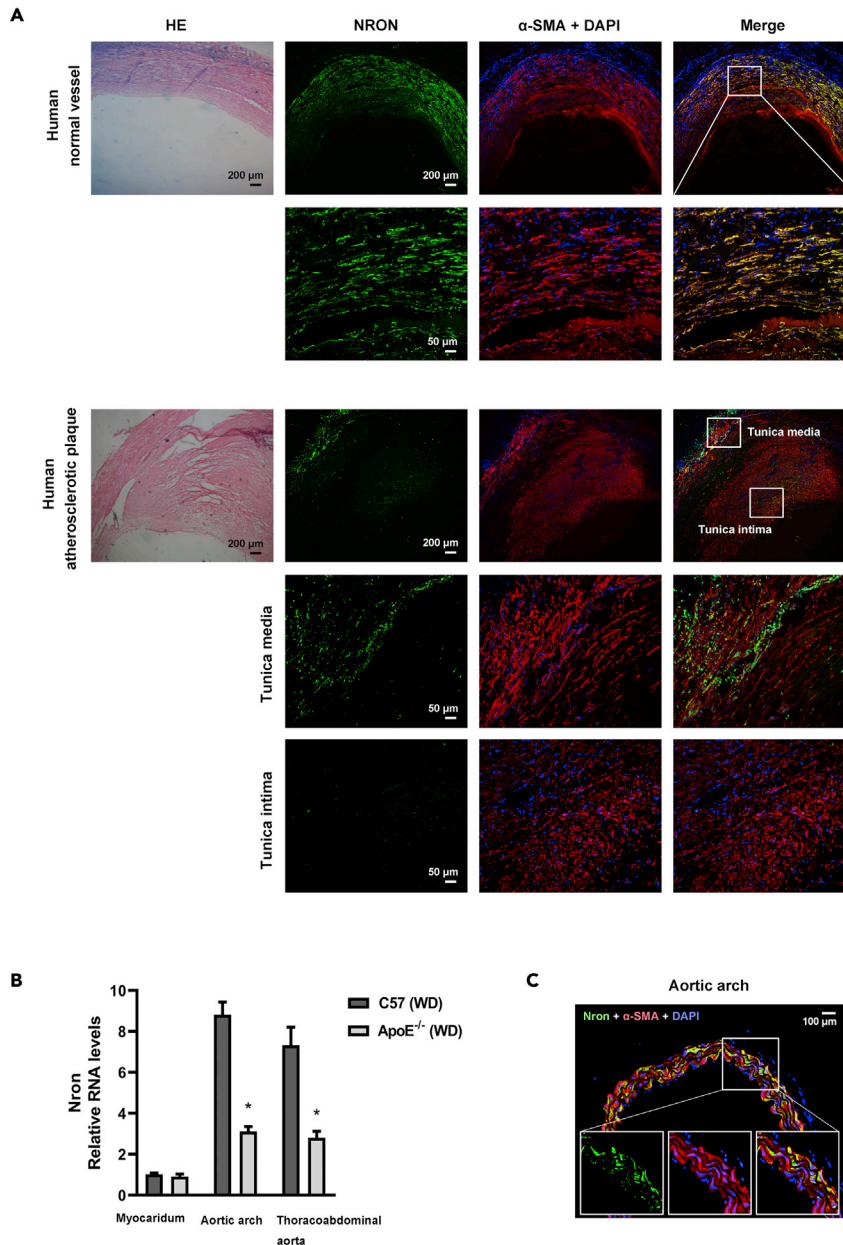 A
HE
NRON
α-SMA + DAPI
Merge
Human
normal vessel
200 µm
200 µm
50 µm
Human
atherosclerotic plaque
200 µm
200 µm
Tunica media
Tunica intima
Tunica media
50 µm
Tunica intima
50 µm
B
Nron
Relative RNA levels
10
8
6
4
2
0
C57 (WD)
ApoE-/- (WD)
*
*
Myocaridum
Aortic arch
Thoracoabdominal
aorta
C
Aortic arch
Nron + α-SMA + DAPI
100 µm